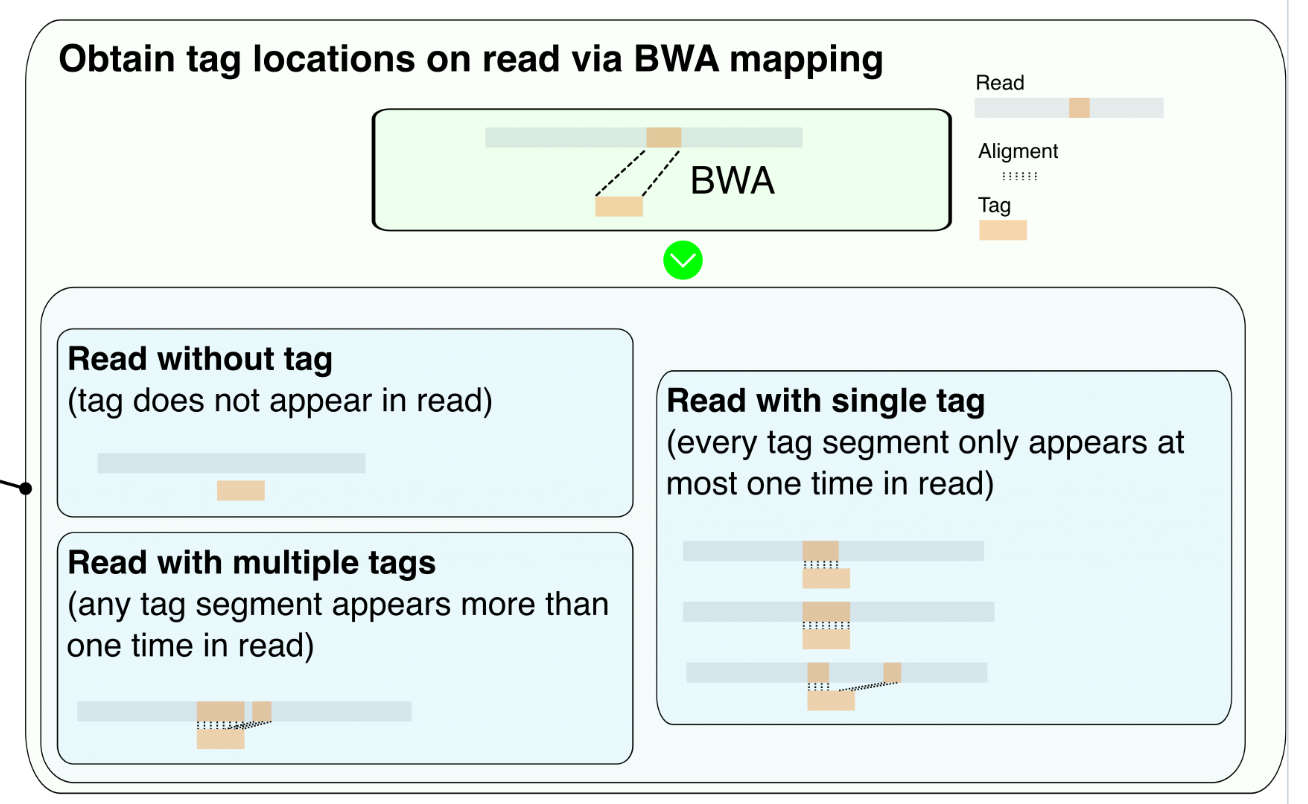 Obtain tag locations on read via BWA mapping
Read
Aligment
Tag
BWA
Read without tag
(tag does not appear in read)
Read with multiple tags
(any tag segment appears more than
one time in read)
Read with single tag
(every tag segment only appears at
most one time in read)